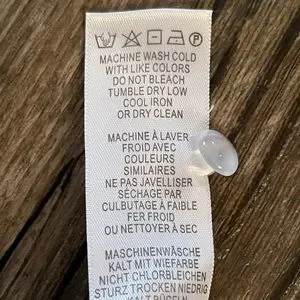 MACHINE WASH COLD
WITH LIKE COLORS
DO NOT BLEACH
TUMBLE DRY LOW
COOL IRON
OR DRY CLEAN
MACHINE À LAVER
FROID AVEC
COULEURS
SIMILAIRES
NE PAS JAVELLISER
SÉCHAGE PAR
CULBUTAGE À FAIBLE
FER FROID
OU NETTOYER À SEC
MASCHINENWÄSCHE
KALT MIT WIEFARBE
NICHT CHLORBLEICHEN
STURZ TROCKEN NIEDRIG
KALT BÜGELN